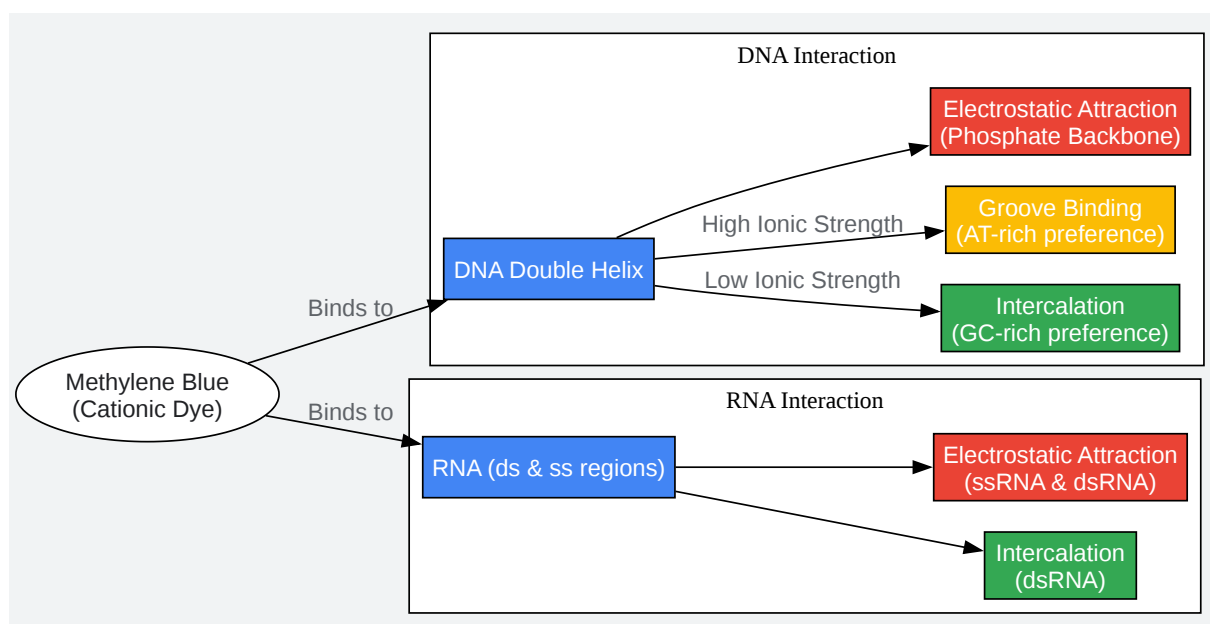 DNA Interaction
Electrostatic Attraction
(Phosphate Backbone)
High Ionic Strength
Groove Binding
(AT-rich preference)
DNA Double Helix
Low Ionic Strength
Intercalation
(GC-rich preference)
Binds to
Methylene Blue
(Cationic Dye)
Binds to
RNA Interaction
RNA (ds & ss regions)
Electrostatic Attraction
(ssRNA & dsRNA)
Intercalation
(dsRNA)